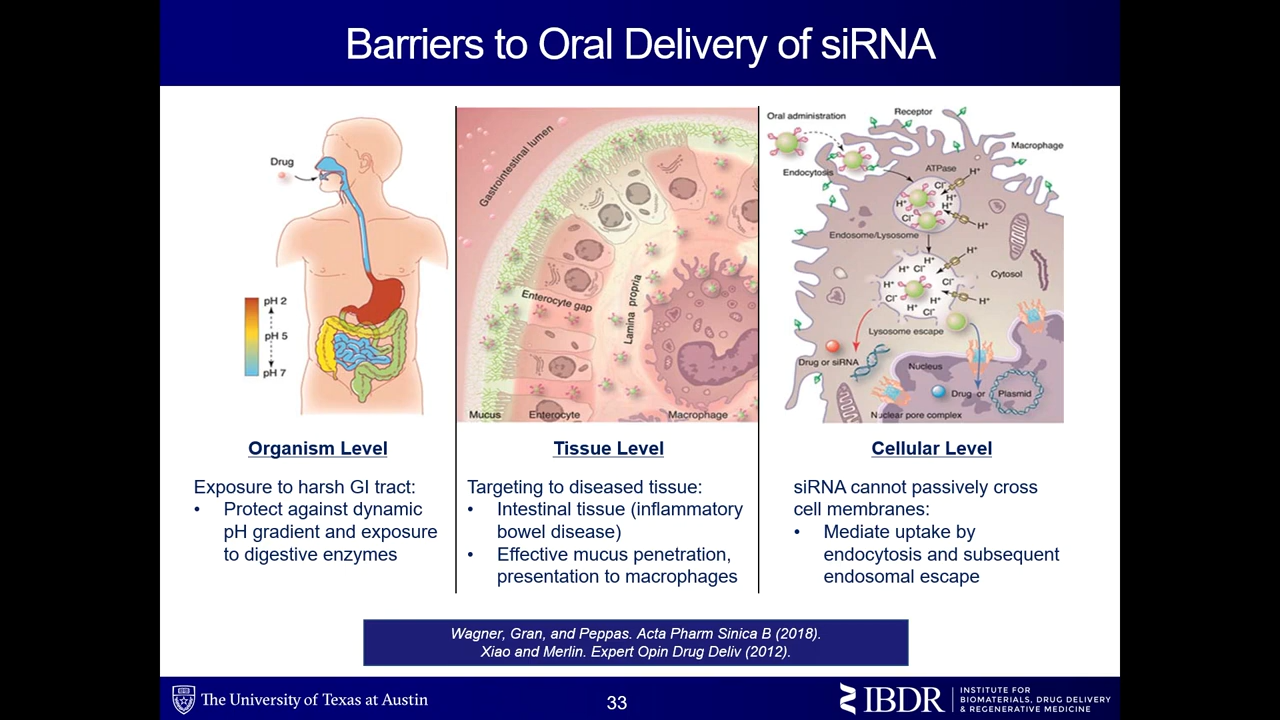 Barriers to Oral Delivery of siRNA
Drug
pH 2
pH 5
pH 7
Gastrointestinal lumen
Enterocyte gap
Lamina propria
Mucus
Enterocyte
Macrophage
Oral administration
Receptor
Macrophage
Endocytosis
ATPase
H⁺
Cl⁻
H⁺
H⁺
H⁺
Cl⁻
H⁺
Endosome/Lysosome
H⁺
H⁺
H⁺
Cl⁻
Cytosol
H⁺
Cl⁻
Cl⁻
H⁺
H⁺
H⁺
Cl⁻
Lysosome escape
Drug or siRNA
Nucleus
Drug or Plasmid
Nuclear pore complex
Organism Level
Exposure to harsh GI tract:
• Protect against dynamic
pH gradient and exposure
to digestive enzymes
Tissue Level
Targeting to diseased tissue:
• Intestinal tissue (inflammatory
bowel disease)
• Effective mucus penetration,
presentation to macrophages
Cellular Level
siRNA cannot passively cross
cell membranes:
• Mediate uptake by
endocytosis and subsequent
endosomal escape
Wagner, Gran, and Peppas. Acta Pharm Sinica B (2018).
Xiao and Merlin. Expert Opin Drug Deliv (2012).
The University of Texas at Austin
33
IBDR
INSTITUTE FOR
BIOMATERIALS, DRUG DELIVERY
& REGENERATIVE MEDICINE